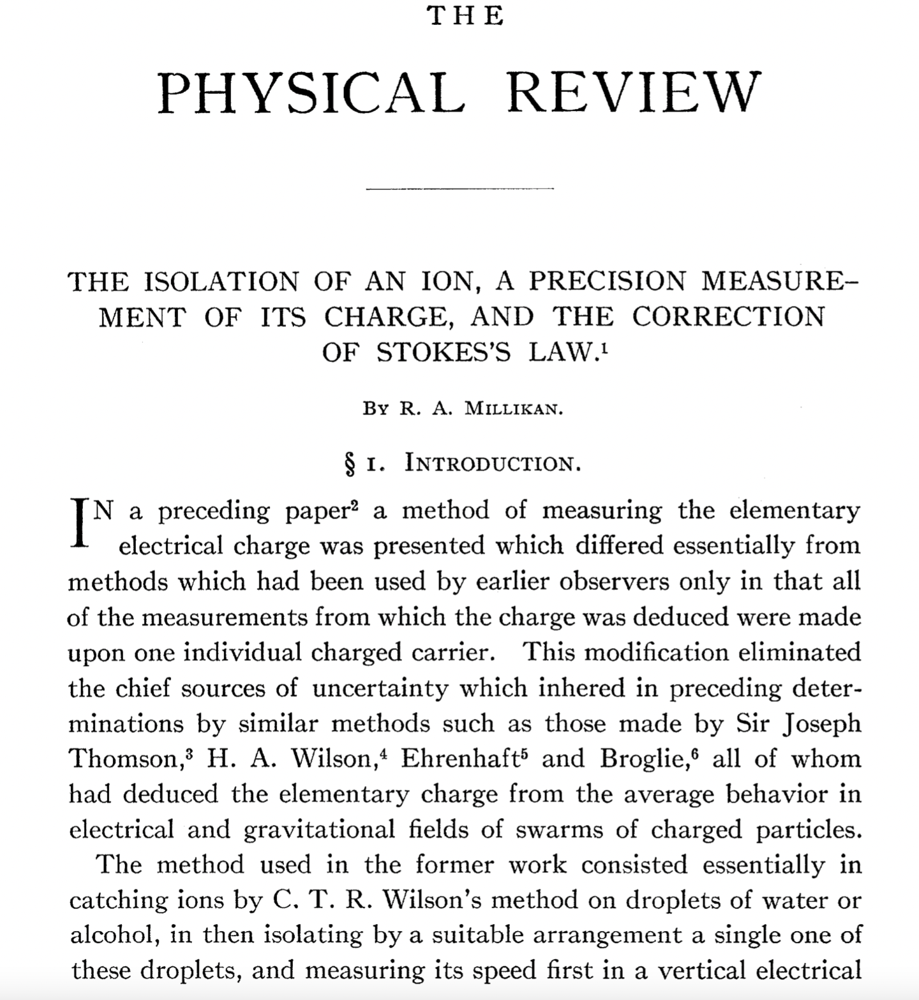 THE
PHYSICAL REVIEW
THE ISOLATION OF AN ION, A PRECISION MEASURE-
MENT OF ITS CHARGE, AND THE CORRECTION
OF STOKES'S LAW.¹
By R. A. Millikan.
§ 1. Introduction.
IN a preceding paper² a method of measuring the elementary
electrical charge was presented which differed essentially from
methods which had been used by earlier observers only in that all
of the measurements from which the charge was deduced were made
upon one individual charged carrier. This modification eliminated
the chief sources of uncertainty which inhered in preceding deter-
minations by similar methods such as those made by Sir Joseph
Thomson,³ H. A. Wilson,⁴ Ehrenhaft⁵ and Broglie,⁶ all of whom
had deduced the elementary charge from the average behavior in
electrical and gravitational fields of swarms of charged particles.
The method used in the former work consisted essentially in
catching ions by C. T. R. Wilson's method on droplets of water or
alcohol, in then isolating by a suitable arrangement a single one of
these droplets, and measuring its speed first in a vertical electrical